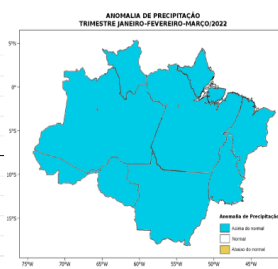 ANOMALIA DE PRECIPITAÇÃO
TRIMESTRE JANEIRO-FEVEREIRO-MARÇO/2022
5°N
0°
5°S
10°S
15°S
75°W 70°W 65°W 60°W 55°W 50°W 45°W
Anomalia de Precipitação
Acima do normal
Normal
Abaixo do normal